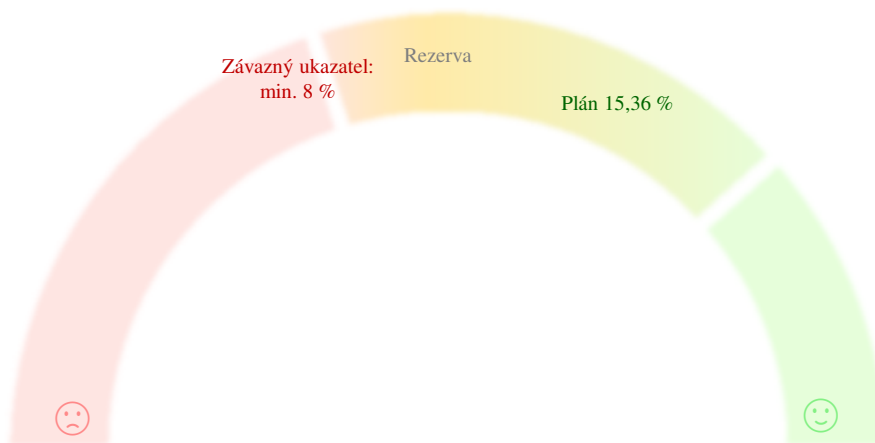 Závazný ukazatel:
min. 8 %
Rezerva
Plán 15,36 %